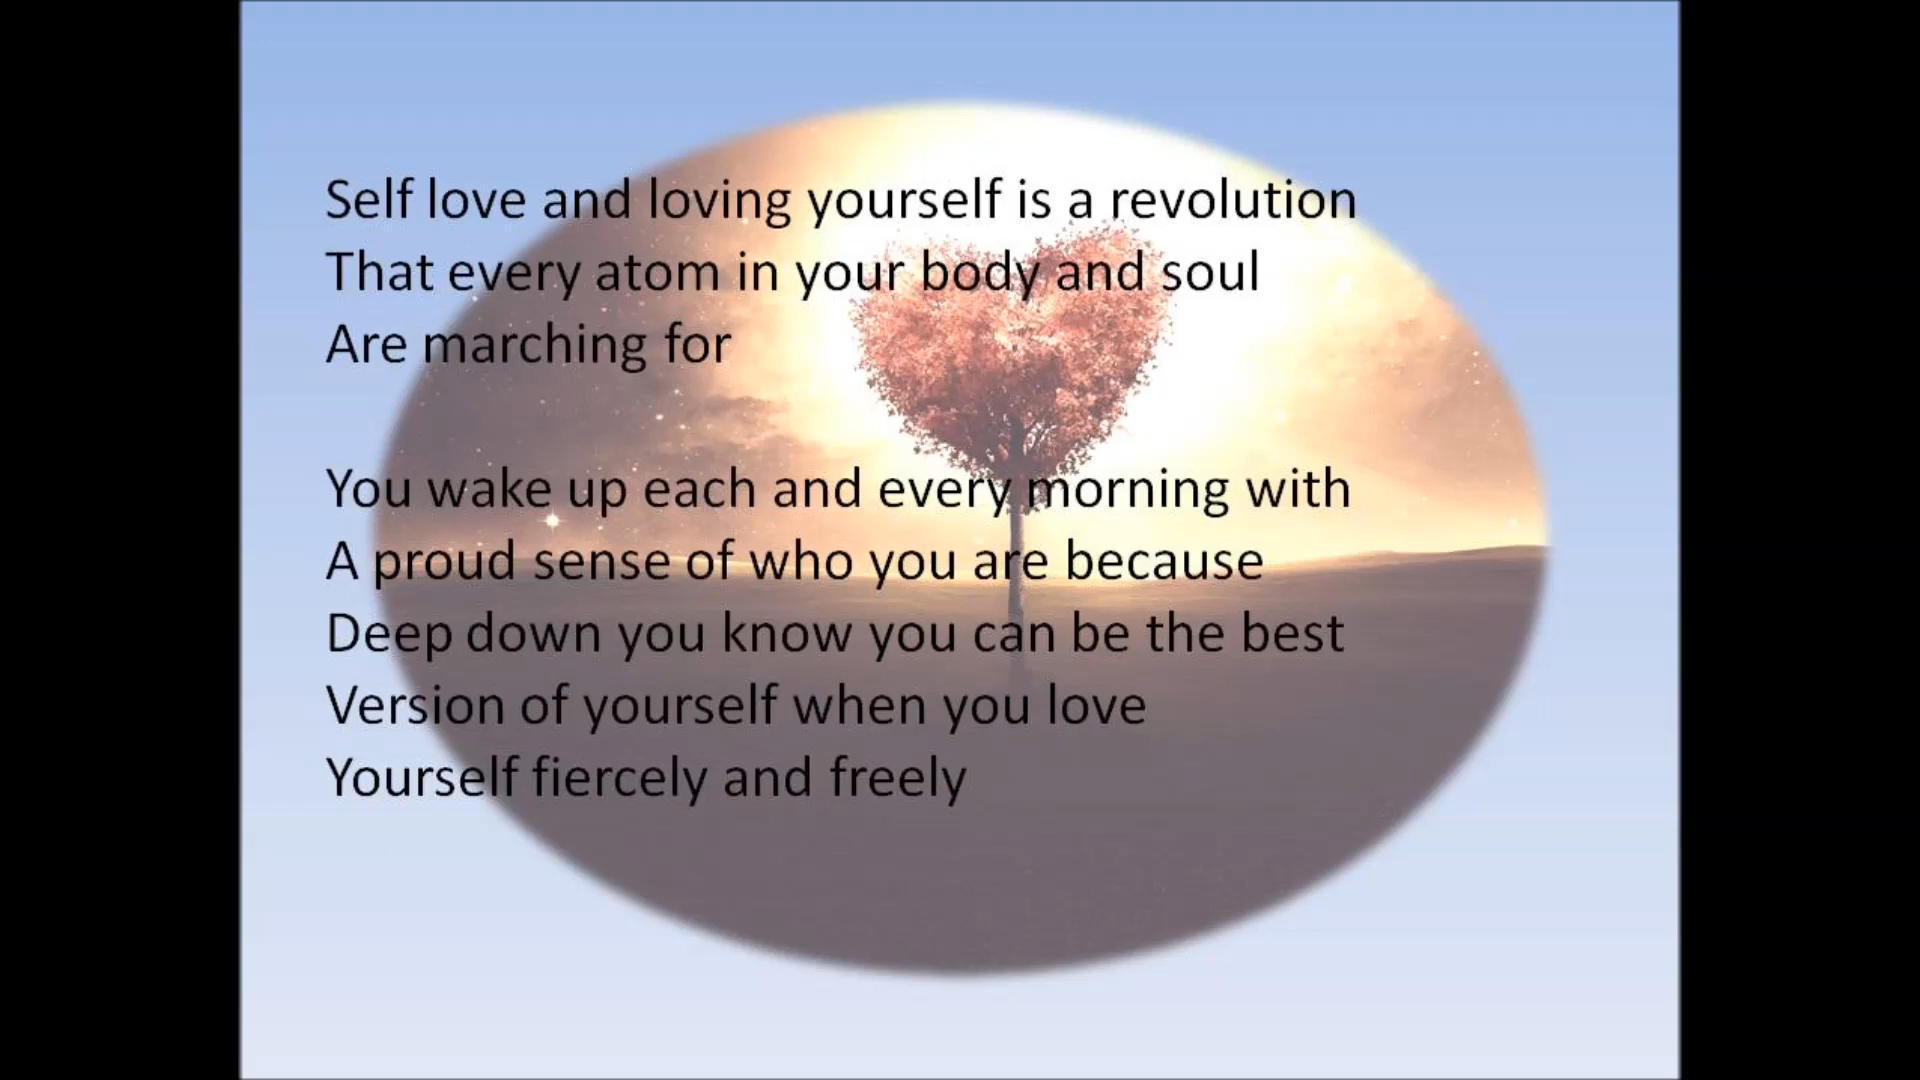 Self love and loving yourself is a revolution
That every atom in your body and soul
Are marching for
You wake up each and every morning with
A proud sense of who you are because
Deep down you know you can be the best
Version of yourself when you love
Yourself fiercely and freely